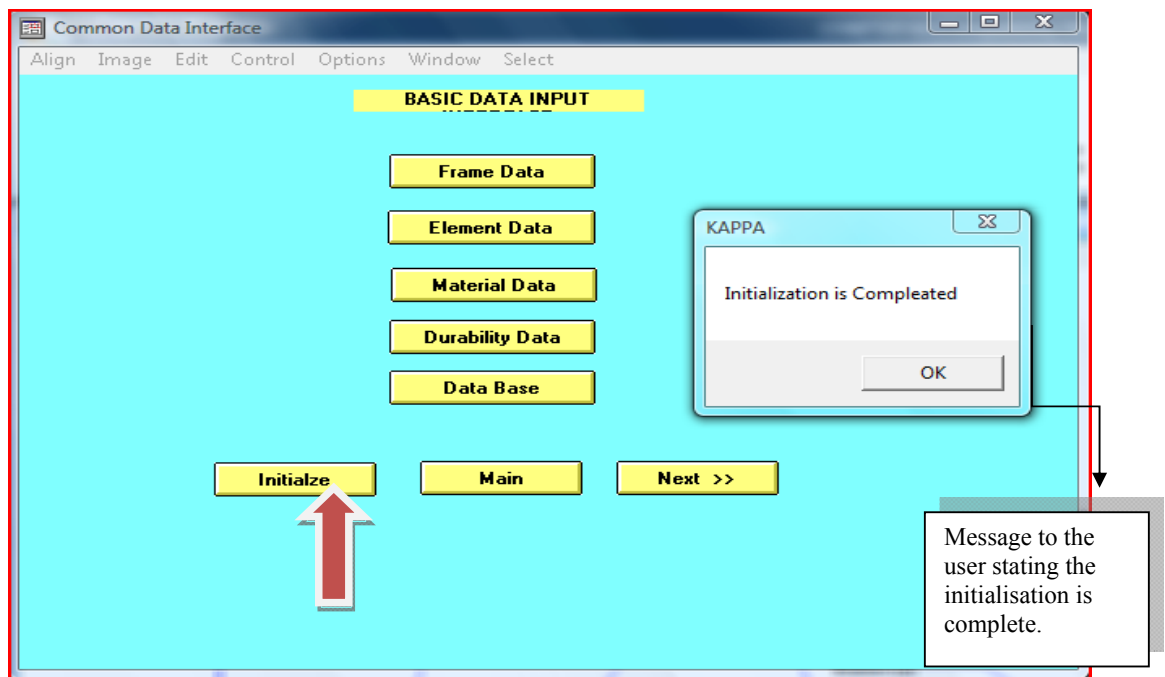 Common Data Interface
Align Image Edit Control Options Window Select
BASIC DATA INPUT
Frame Data
Element Data
Material Data
Durability Data
Data Base
Initialze
Main
Next >>
KAPPA
Initialization is Compleated
OK
Message to the
user stating the
initialisation is
complete.